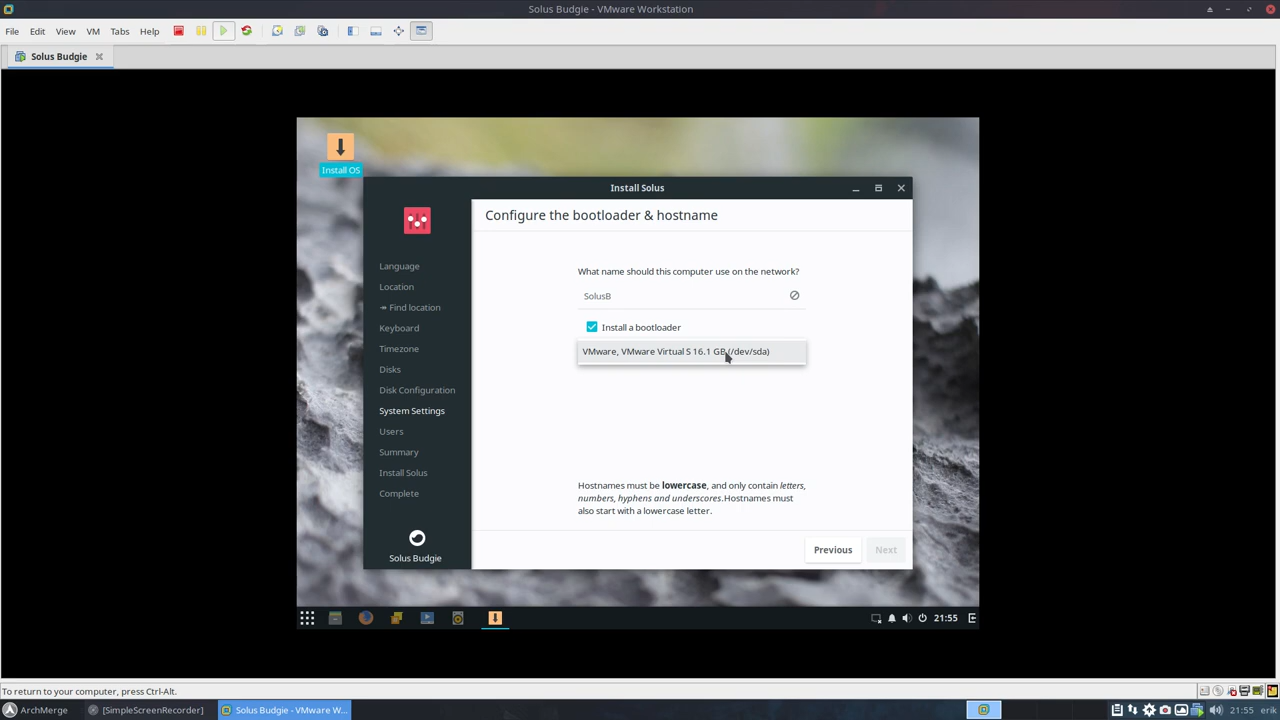 Solus Budgie - VMware Workstation
File Edit View VM Tabs Help
Solus Budgie
Install OS
Install Solus
Configure the bootloader & hostname
Language
Location
↠ Find location
Keyboard
Timezone
Disks
Disk Configuration
System Settings
Users
Summary
Install Solus
Complete
Solus Budgie
What name should this computer use on the network?
SolusB
Install a bootloader
VMware, VMware Virtual S 16.1 GB (/dev/sda)
Hostnames must be lowercase, and only contain letters,
numbers, hyphens and underscores.Hostnames must
also start with a lowercase letter.
Previous Next
21:55
To return to your computer, press Ctrl-Alt.
ArchMerge [SimpleScreenRecorder] Solus Budgie - VMware W... 21:55 erik